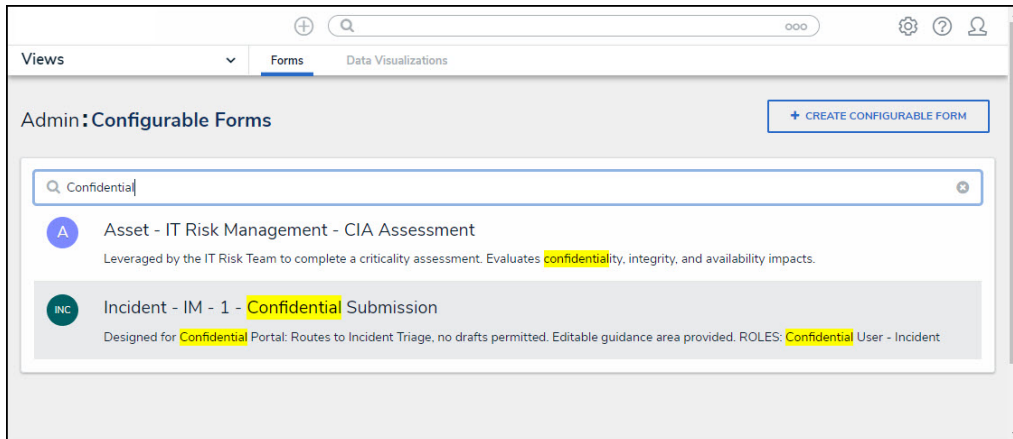 Views
Forms
Data Visualizations
Admin:Configurable Forms
+ CREATE CONFIGURABLE FORM
Confidential
A
Asset - IT Risk Management - CIA Assessment
Leveraged by the IT Risk Team to complete a criticality assessment. Evaluates confidentiality, integrity, and availability impacts.
INC
Incident - IM - 1 - Confidential Submission
Designed for Confidential Portal: Routes to Incident Triage, no drafts permitted. Editable guidance area provided. ROLES: Confidential User - Incident